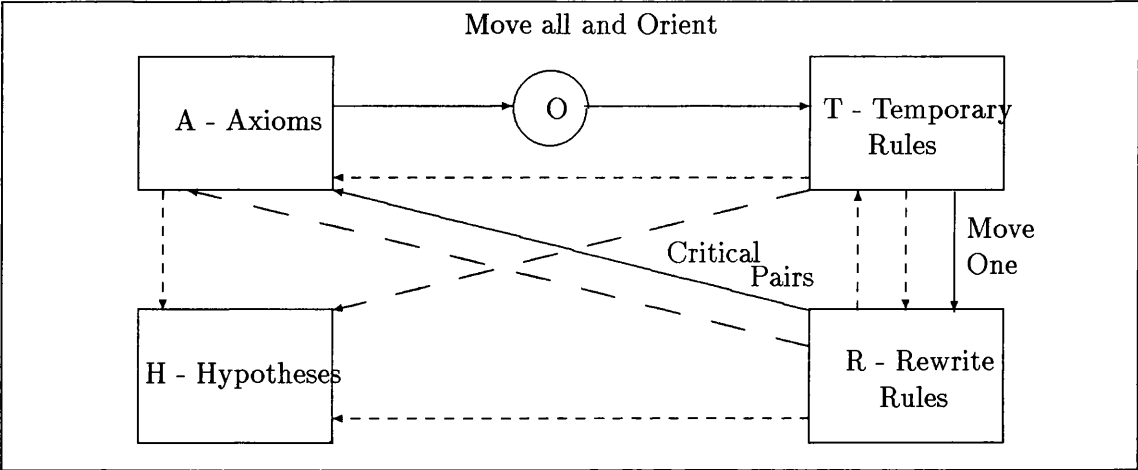 Move all and Orient
A - Axioms
O
T - Temporary
Rules
Critical
Pairs
Move
One
H - Hypotheses
R - Rewrite
Rules